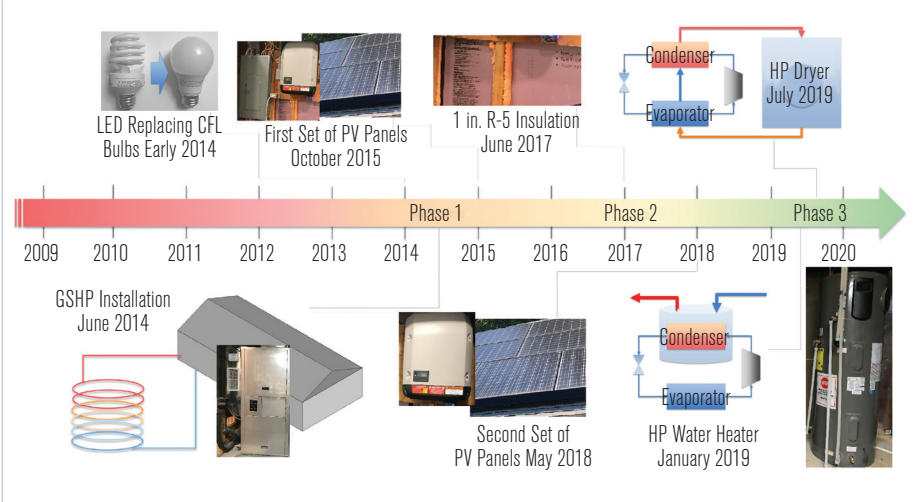 LED Replacing CFL
Bulbs Early 2014
First Set of PV Panels
October 2015
1 in. R-5 Insulation
June 2017
Condenser
Evaporator
HP Dryer
July 2019
Phase 1
Phase 2
Phase 3
2009
2010
2011
2012
2013
2014
2015
2016
2017
2018
2019
2020
GSHP Installation
June 2014
Second Set of
PV Panels May 2018
Condenser
Evaporator
HP Water Heater
January 2019